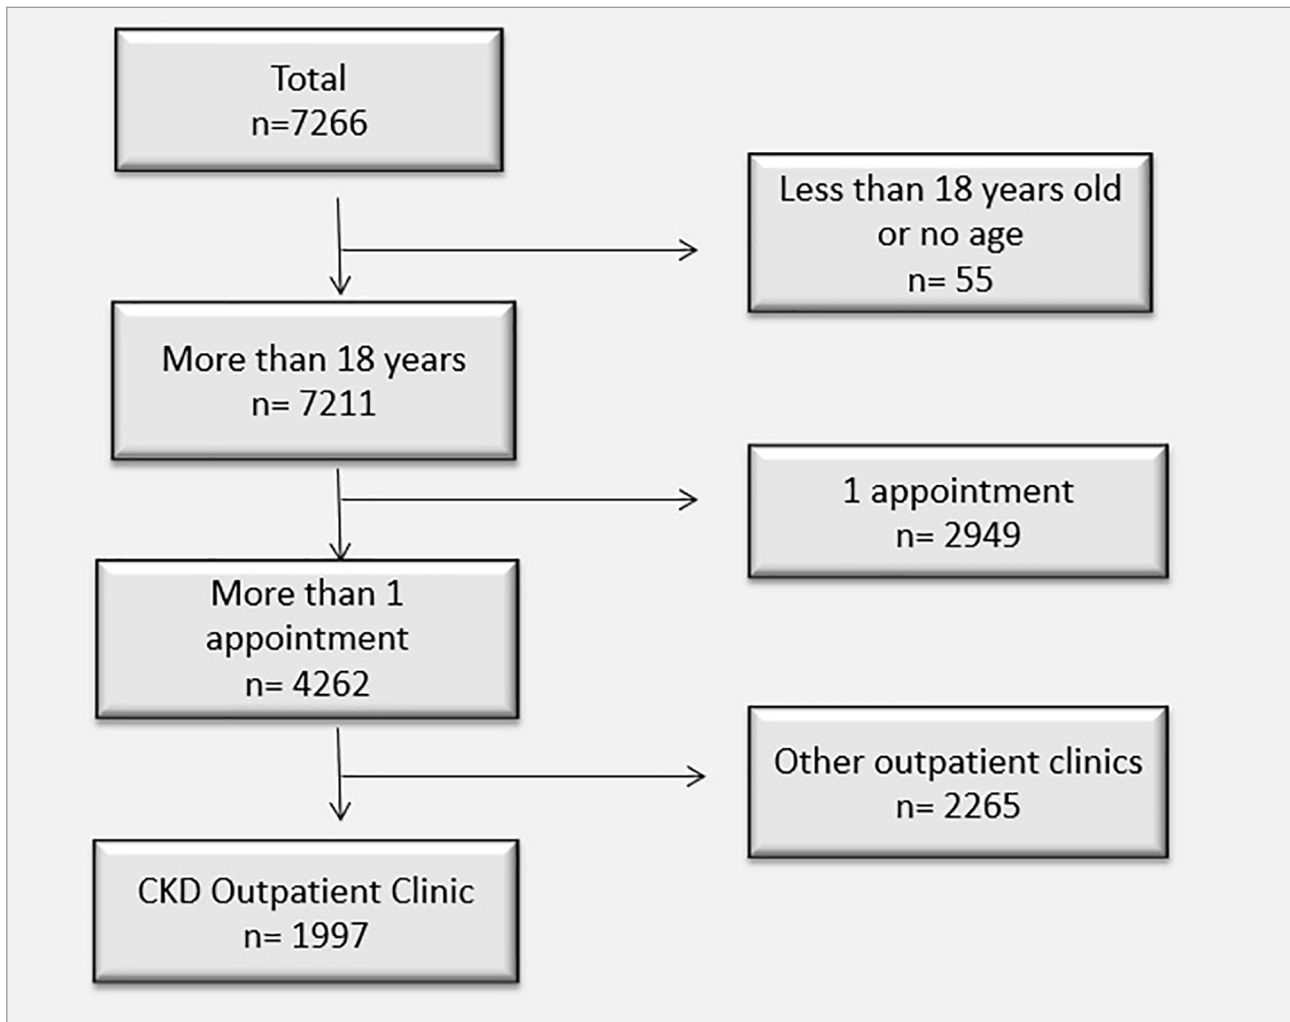 Total
n=7266
Less than 18 years old
or no age
n= 55
More than 18 years
n= 7211
1 appointment
n= 2949
More than 1
appointment
n= 4262
Other outpatient clinics
n= 2265
CKD Outpatient Clinic
n= 1997